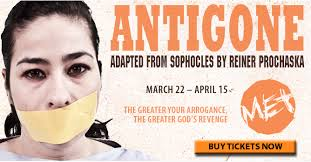 ANTIGONE
ADAPTED FROM SOPHOCLES BY REINER PROCHASKA
MARCH 22 – APRIL 15
THE GREATER YOUR ARROGANCE,
THE GREATER GOD'S REVENGE
MET
BUY TICKETS NOW